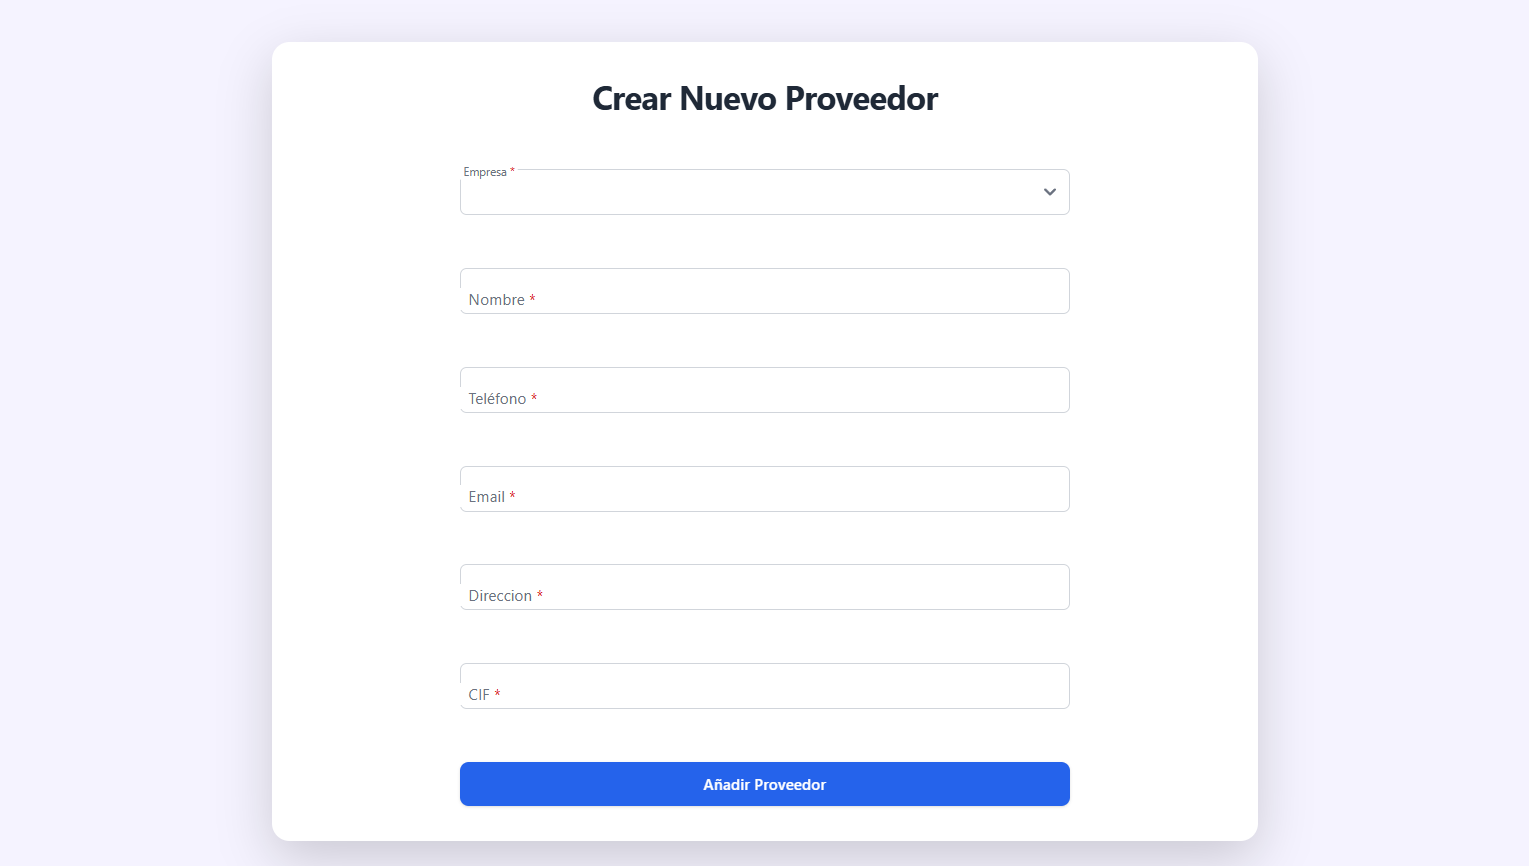 Crear Nuevo Proveedor
Empresa *
Nombre *
Teléfono *
Email *
Direccion *
CIF *
Añadir Proveedor